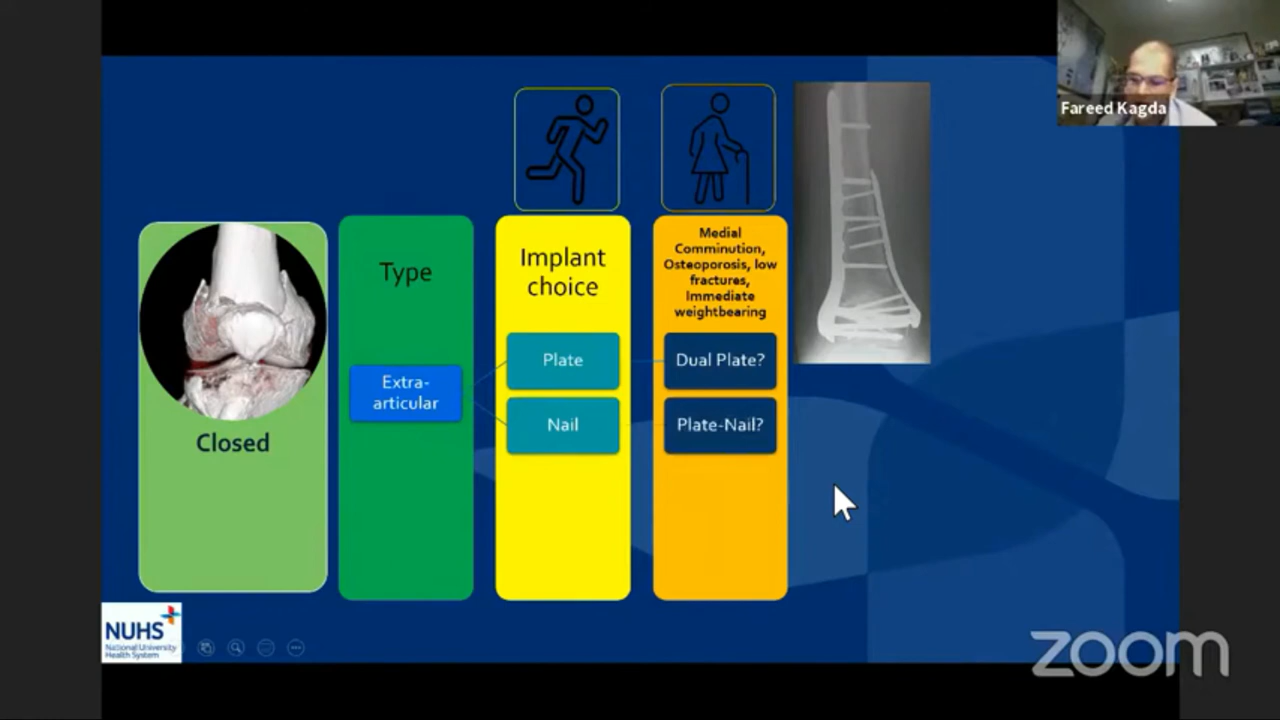 Fareed Kagda
Closed
Type
Extra-
articular
Implant
choice
Plate
Nail
Medial
Comminution,
Osteoporosis, low
fractures,
Immediate
weightbearing
Dual Plate?
Plate-Nail?
NUHS
National University
Health System
zoom